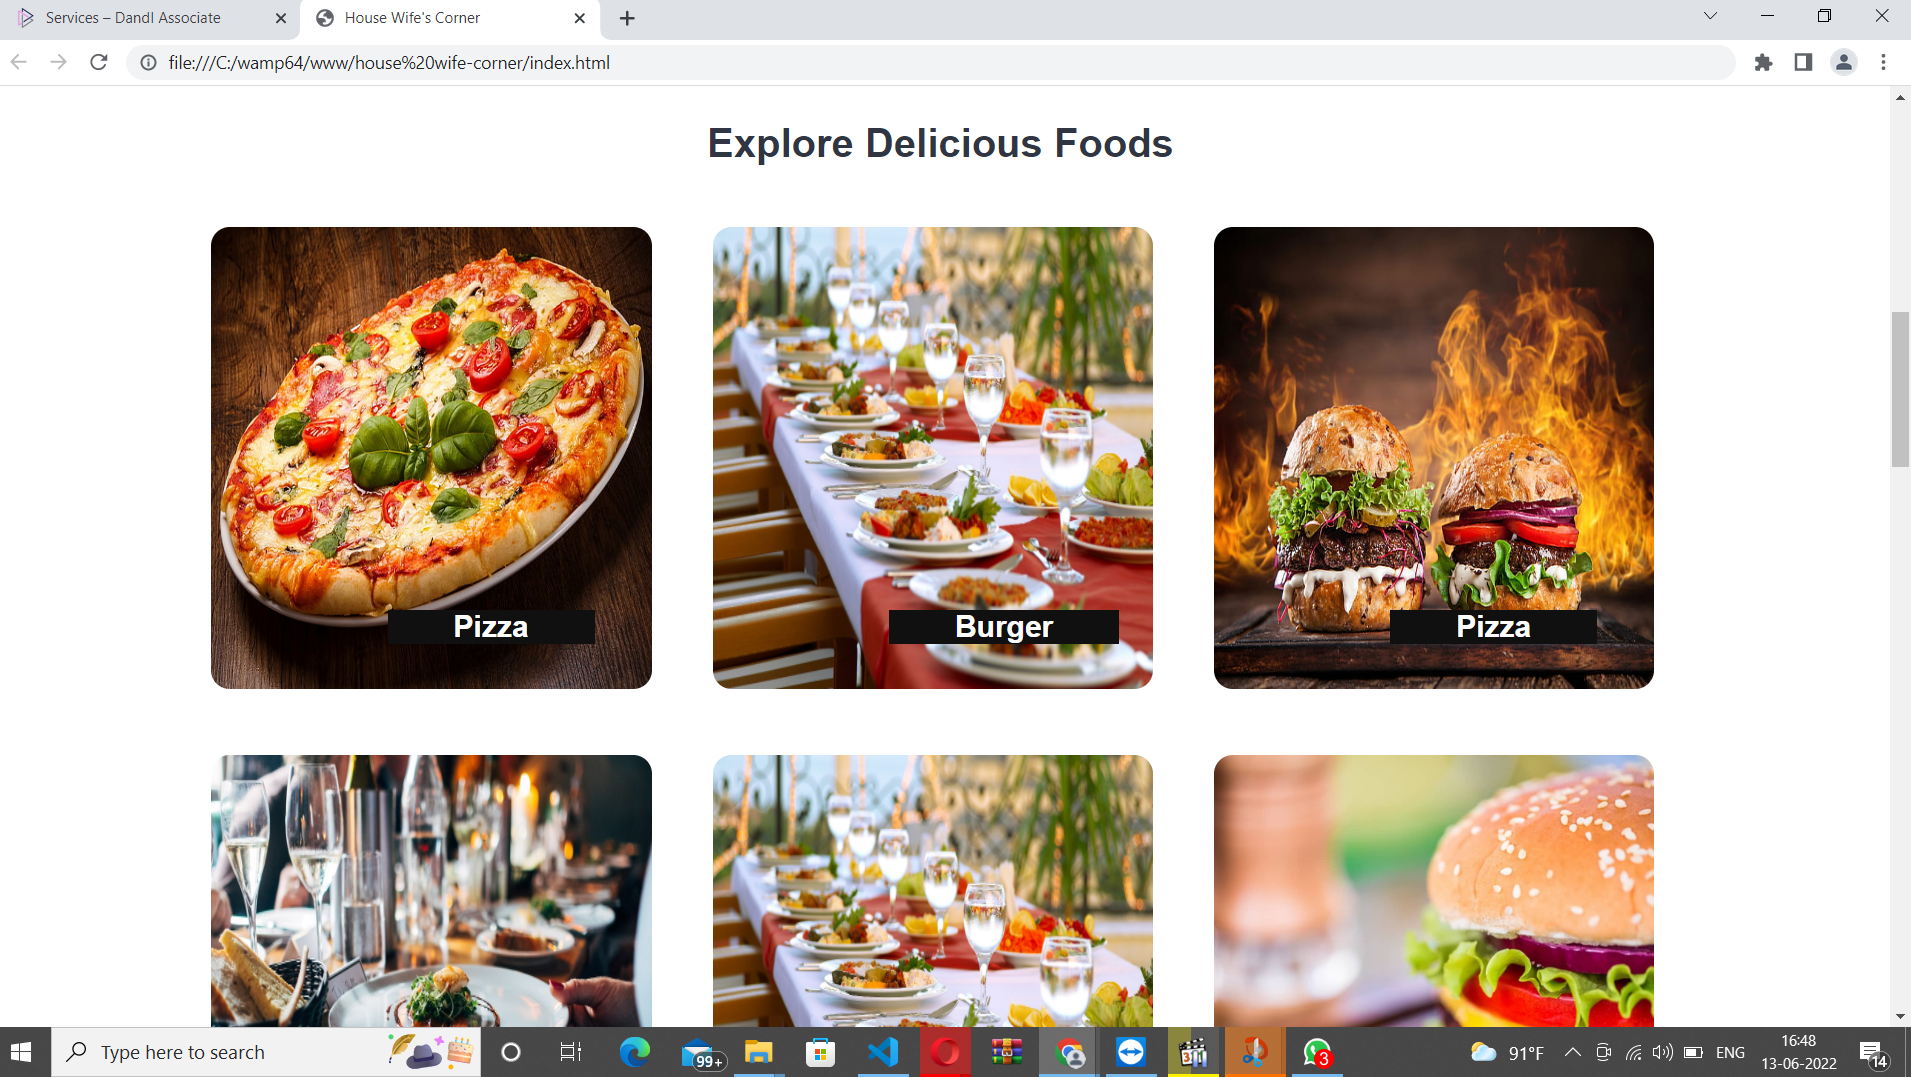 Services – Dandl Associate
House Wife's Corner
file:///C:/wamp64/www/house%20wife-corner/index.html
Explore Delicious Foods
Pizza
Burger
Pizza
Type here to search
99+
311
3
91°F
ENG
16:48
13-06-2022
14